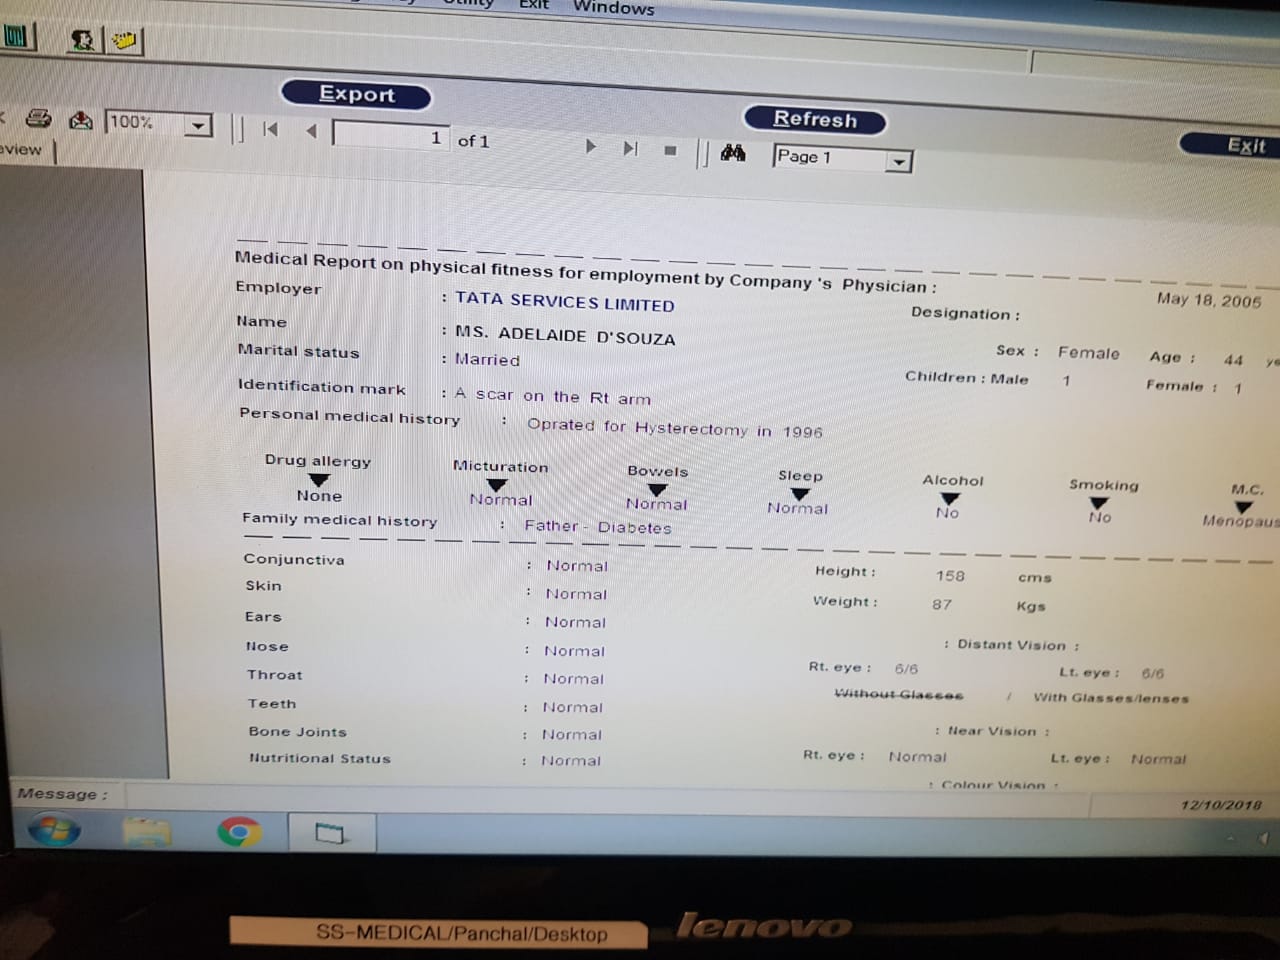 Utility Exit Windows
Export
Refresh
Exit
100%
1 of 1
Page 1
Medical Report on physical fitness for employment by Company 's Physician :
May 18, 2005
Employer : TATA SERVICES LIMITED
Designation :
Name : MS. ADELAIDE D'SOUZA
Sex : Female Age : 44
Marital status : Married
Children : Male 1 Female : 1
Identification mark : A scar on the Rt arm
Personal medical history : Oprated for Hysterectomy in 1996
Drug allergy Micturation Bowels Sleep Alcohol Smoking M.C.
None Normal Normal Normal No No Menopaus
Family medical history : Father - Diabetes
Conjunctiva : Normal Height : 158 cms
Skin : Normal Weight : 87 Kgs
Ears : Normal
: Distant Vision :
Nose : Normal Rt. eye : 6/6 Lt. eye : 6/6
Throat : Normal Without Glasses / With Glasses/lenses
Teeth : Normal
: Near Vision :
Bone Joints : Normal Rt. eye : Normal Lt. eye : Normal
Nutritional Status : Normal
: Colour Vision :
Message :
12/10/2018
SS-MEDICAL/Panchal/Desktop
lenovo